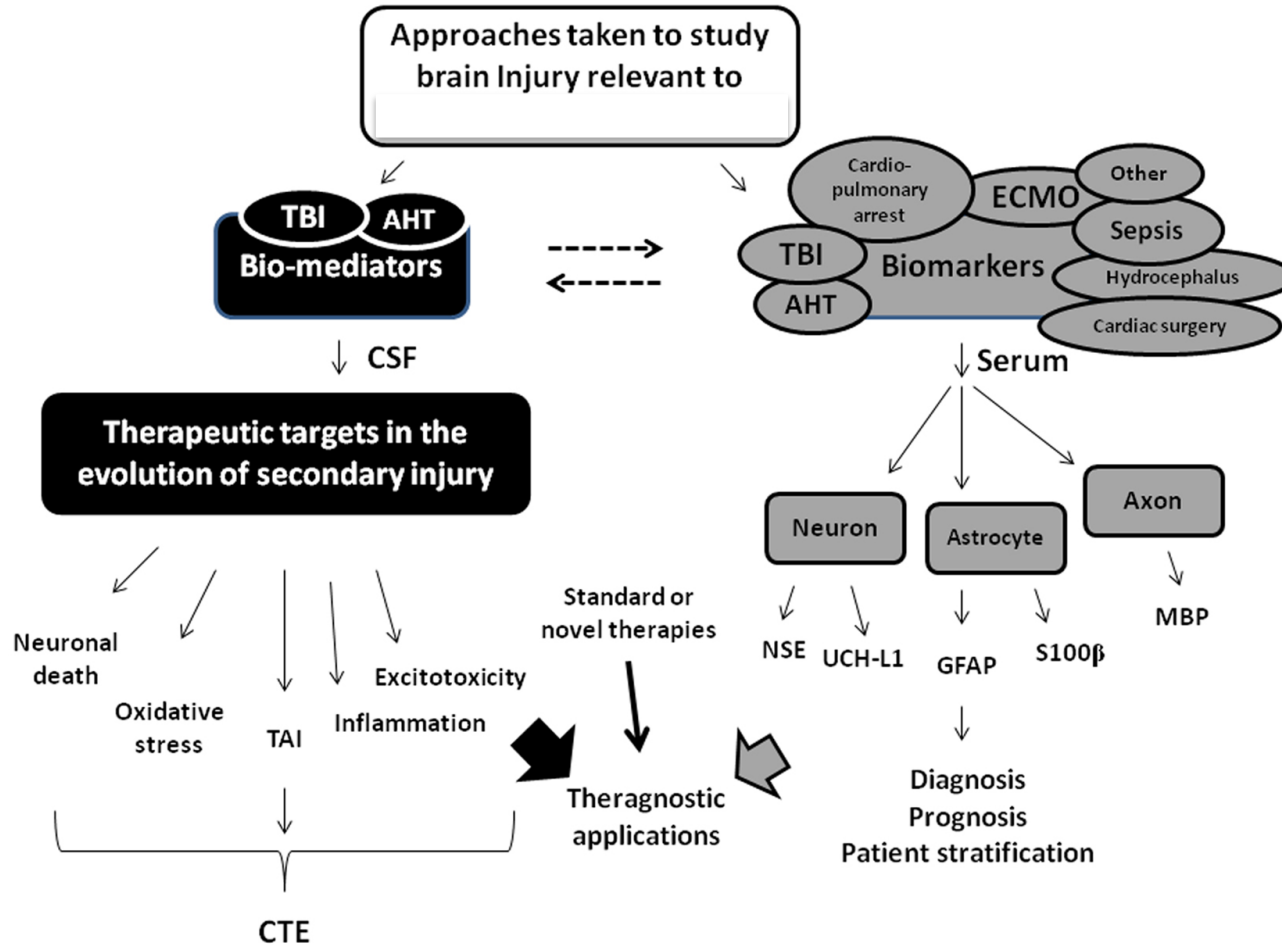 Approaches taken to study
brain Injury relevant to
TBI
AHT
Bio-mediators
Cardio-
pulmonary
arrest
ECMO
Other
Sepsis
TBI
Biomarkers
Hydrocephalus
AHT
Cardiac surgery
CSF
Serum
Therapeutic targets in the
evolution of secondary injury
Neuron
Astrocyte
Axon
Neuronal
death
Oxidative
stress
TAI
Inflammation
Excitotoxicity
Standard or
novel therapies
NSE
UCH-L1
GFAP
S100β
MBP
Theragnostic
applications
Diagnosis
Prognosis
Patient stratification
CTE